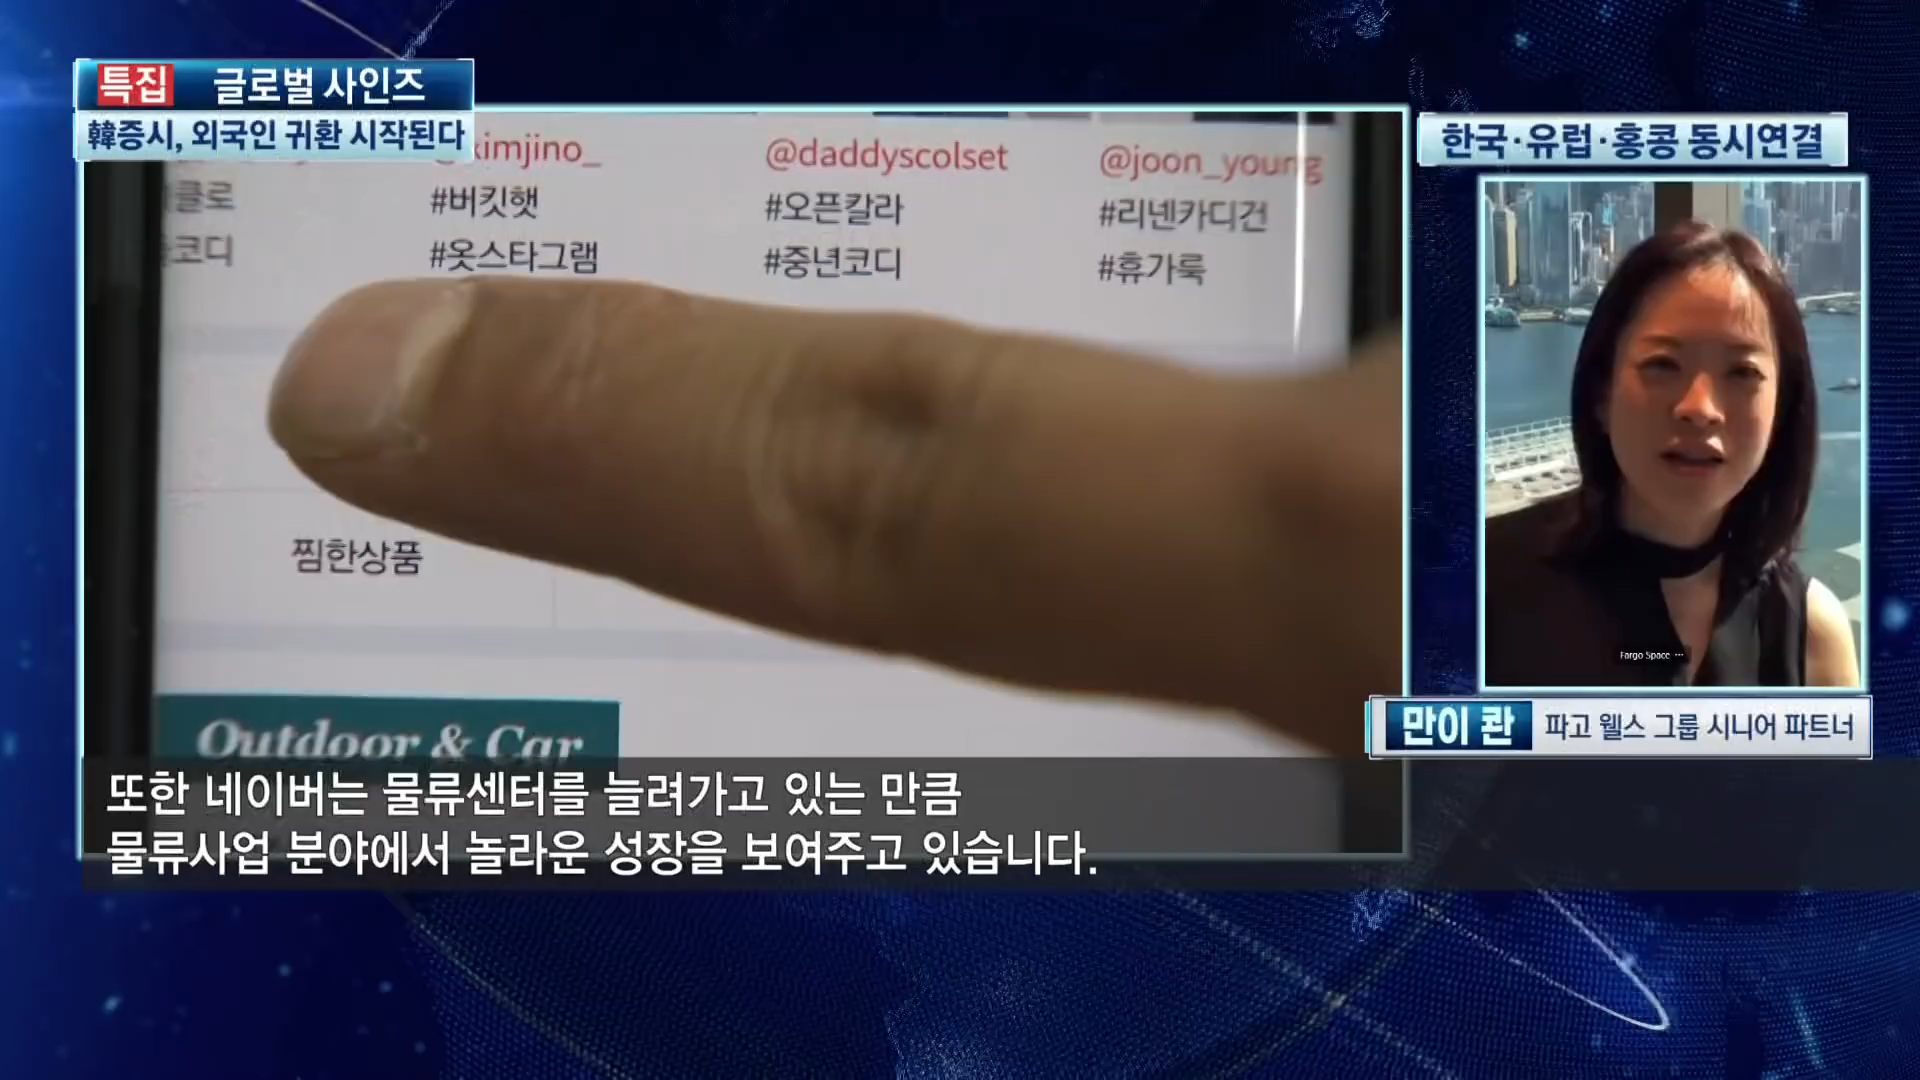 특집 글로벌 사인즈
韓증시, 외국인 귀환 시작된다
한국·유럽·홍콩 동시연결
kimjino_
@daddyscolset
@joon_young
클로
#버킷햇
#오픈칼라
#리넨카디건
코디
#옷스타그램
#중년코디
#휴가룩
찜한상품
Outdoor & Car
Fargo Space ···
만이 콴 파고 웰스 그룹 시니어 파트너
또한 네이버는 물류센터를 늘려가고 있는 만큼
물류사업 분야에서 놀라운 성장을 보여주고 있습니다.